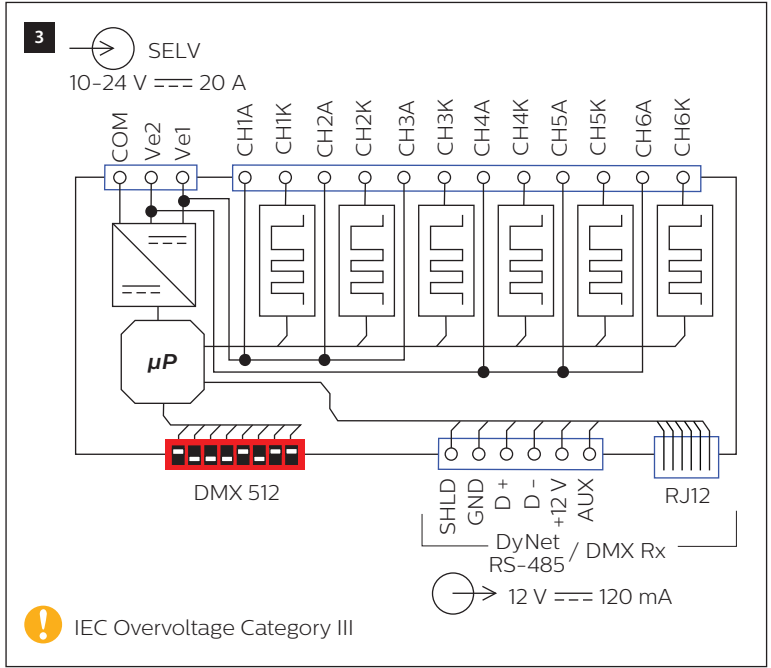 3
SELV
10-24 V ⎓ 20 A
COM
Ve2
Ve1
CH1A
CH1K
CH2A
CH2K
CH3A
CH3K
CH4A
CH4K
CH5A
CH5K
CH6A
CH6K
µP
DMX 512
SHLD
GND
D +
D -
+12 V
AUX
RJ12
DyNet
RS-485 / DMX Rx
12 V ⎓ 120 mA
! IEC Overvoltage Category III